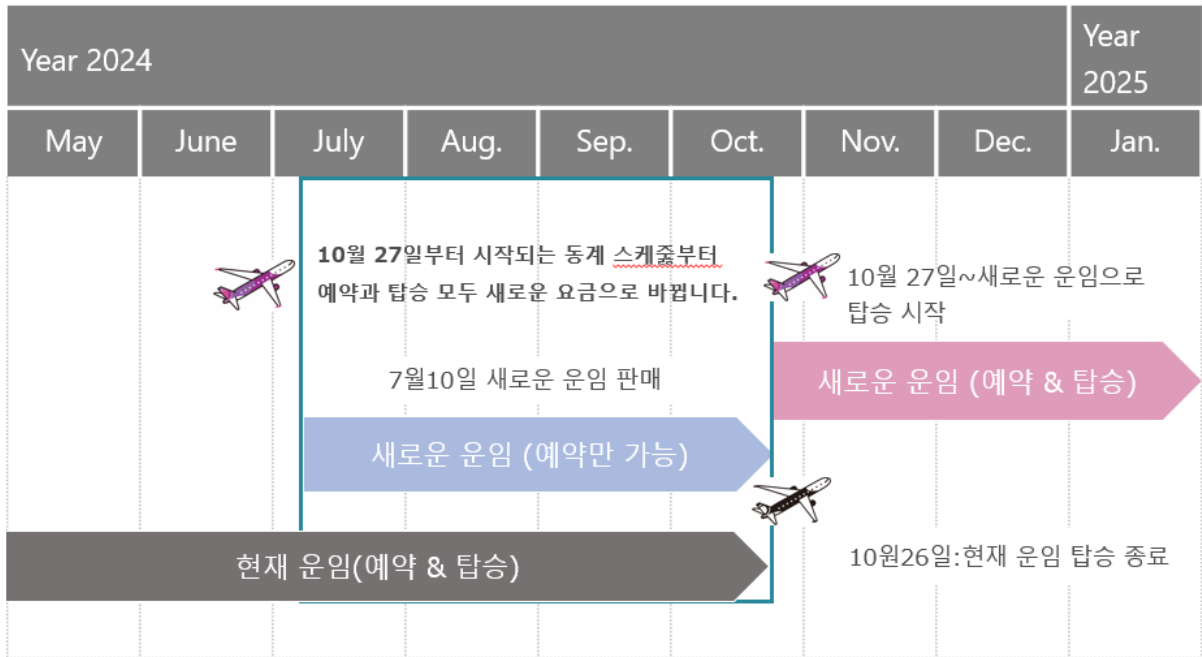 Year 2024
Year
2025
May
June
July
Aug.
Sep.
Oct.
Nov.
Dec.
Jan.
10월 27일부터 시작되는 동계 스케줆부터
예약과 탑승 모두 새로운 요금으로 바뀝니다.
10월 27일~새로운 운임으로
탑승 시작
7월10일 새로운 운임 판매
새로운 운임 (예약 & 탑승)
새로운 운임 (예약만 가능)
현재 운임(예약 & 탑승)
10원26일:현재 운임 탑승 종료